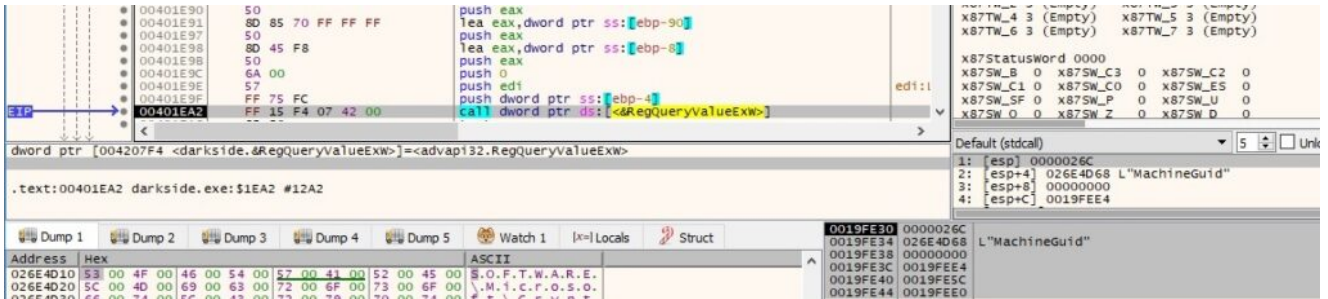 00401E90 50 push eax
00401E91 8D 85 70 FF FF FF lea eax,dword ptr ss:[ebp-90]
00401E97 50 push eax
00401E98 8D 45 F8 lea eax,dword ptr ss:[ebp-8]
00401E9B 50 push eax
00401E9C 6A 00 push 0
00401E9E 57 push edi edi:L
00401E9F FF 75 FC push dword ptr ss:[ebp-4]
EIP 00401EA2 FF 15 F4 07 42 00 call dword ptr ds:[<&RegQueryValueExW>]
dword ptr [004207F4 <darkside.&RegQueryValueExW>]=<advapi32.RegQueryValueExW>
.text:00401EA2 darkside.exe:$1EA2 #12A2
x87TW_6 3 (Empty) x87TW_7 3 (Empty)
x87StatusWord 0000
x87SW_B 0 x87SW_C3 0 x87SW_C2 0
x87SW_C1 0 x87SW_C0 0 x87SW_ES 0
x87SW_SF 0 x87SW_P 0 x87SW_U 0
x87SW_O 0 x87SW_Z 0 x87SW_D 0
Default (stdcall) 5
1: [esp] 0000026C
2: [esp+4] 026E4D68 L"MachineGuid"
3: [esp+8] 00000000
4: [esp+C] 0019FEE4
Dump 1 Dump 2 Dump 3 Dump 4 Dump 5 Watch 1 [x=] Locals Struct
Address Hex ASCII
026E4D10 53 00 4F 00 46 00 54 00 57 00 41 00 52 00 45 00 S.O.F.T.W.A.R.E.
026E4D20 5C 00 4D 00 69 00 63 00 72 00 6F 00 73 00 6F 00 \.M.i.c.r.o.s.o.
0019FE30 0000026C
0019FE34 026E4D68 L"MachineGuid"
0019FE38 00000000
0019FE3C 0019FEE4
0019FE40 0019FE5C
0019FE44 0019FEE0